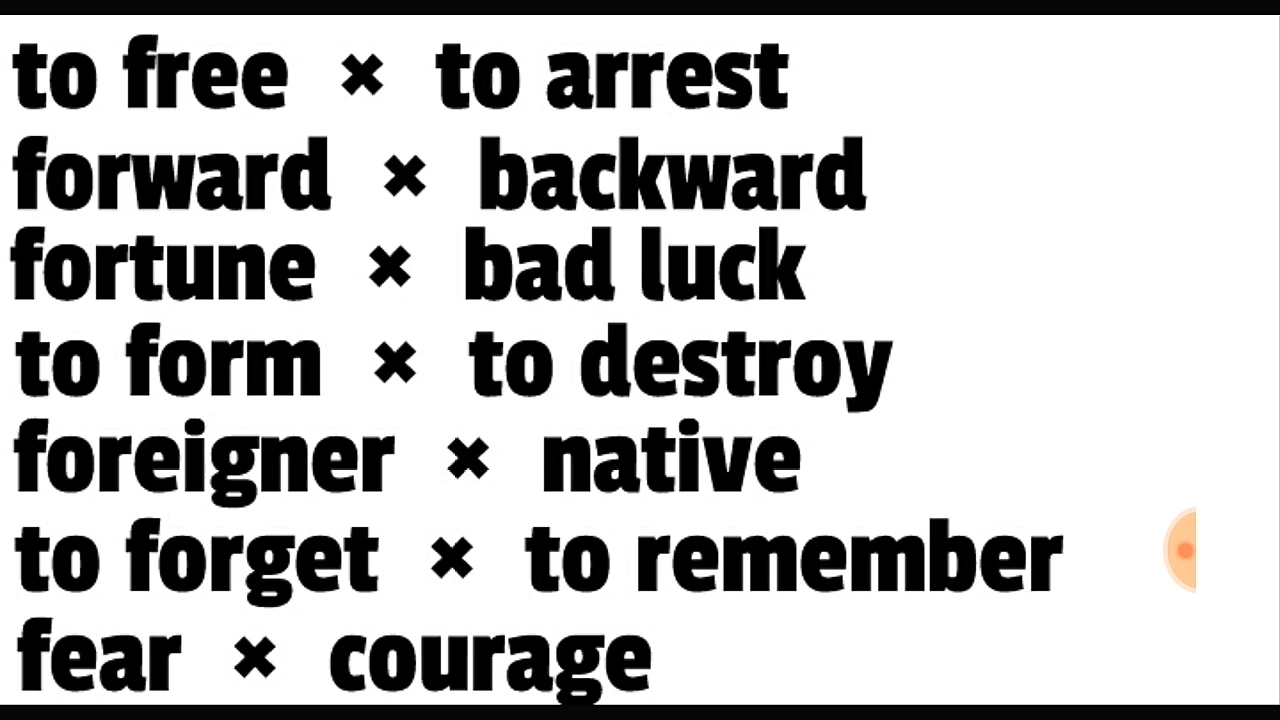 to free × to arrest
forward × backward
fortune × bad luck
to form × to destroy
foreigner × native
to forget × to remember
fear × courage